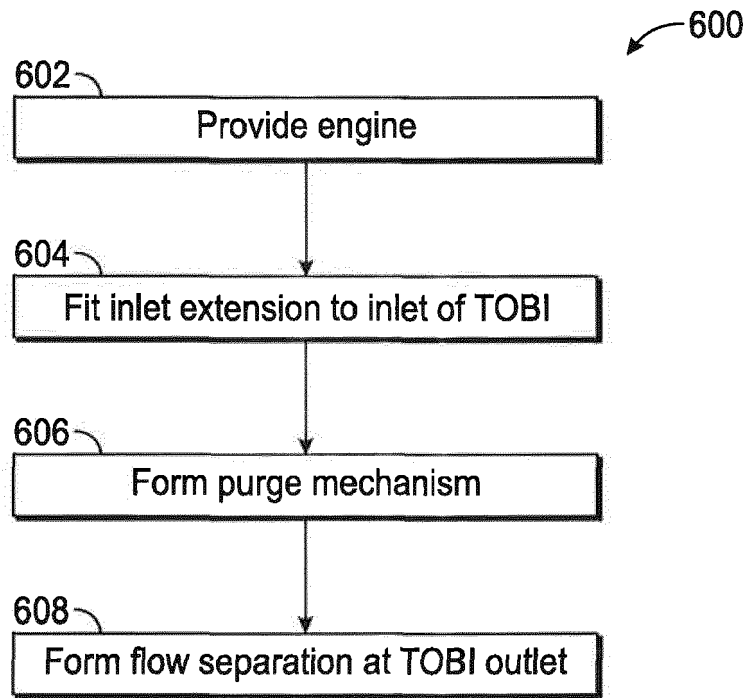 600
602
Provide engine
604
Fit inlet extension to inlet of TOBI
606
Form purge mechanism
608
Form flow separation at TOBI outlet